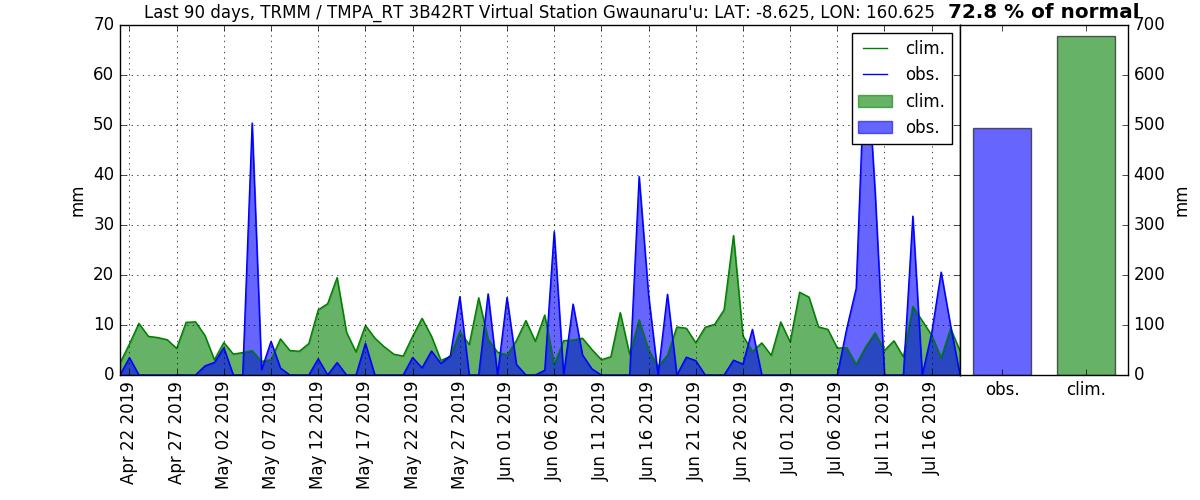 Last 90 days, TRMM / TMPA_RT 3B42RT Virtual Station Gwaunaru'u: LAT: -8.625, LON: 160.625 72.8 % of normal
70
60
50
40
30
20
10
0
mm
clim.
obs.
clim.
obs.
700
600
500
400
300
200
100
0
mm
Apr 22 2019
Apr 27 2019
May 02 2019
May 07 2019
May 12 2019
May 17 2019
May 22 2019
May 27 2019
Jun 01 2019
Jun 06 2019
Jun 11 2019
Jun 16 2019
Jun 21 2019
Jun 26 2019
Jul 01 2019
Jul 06 2019
Jul 11 2019
Jul 16 2019
obs.
clim.